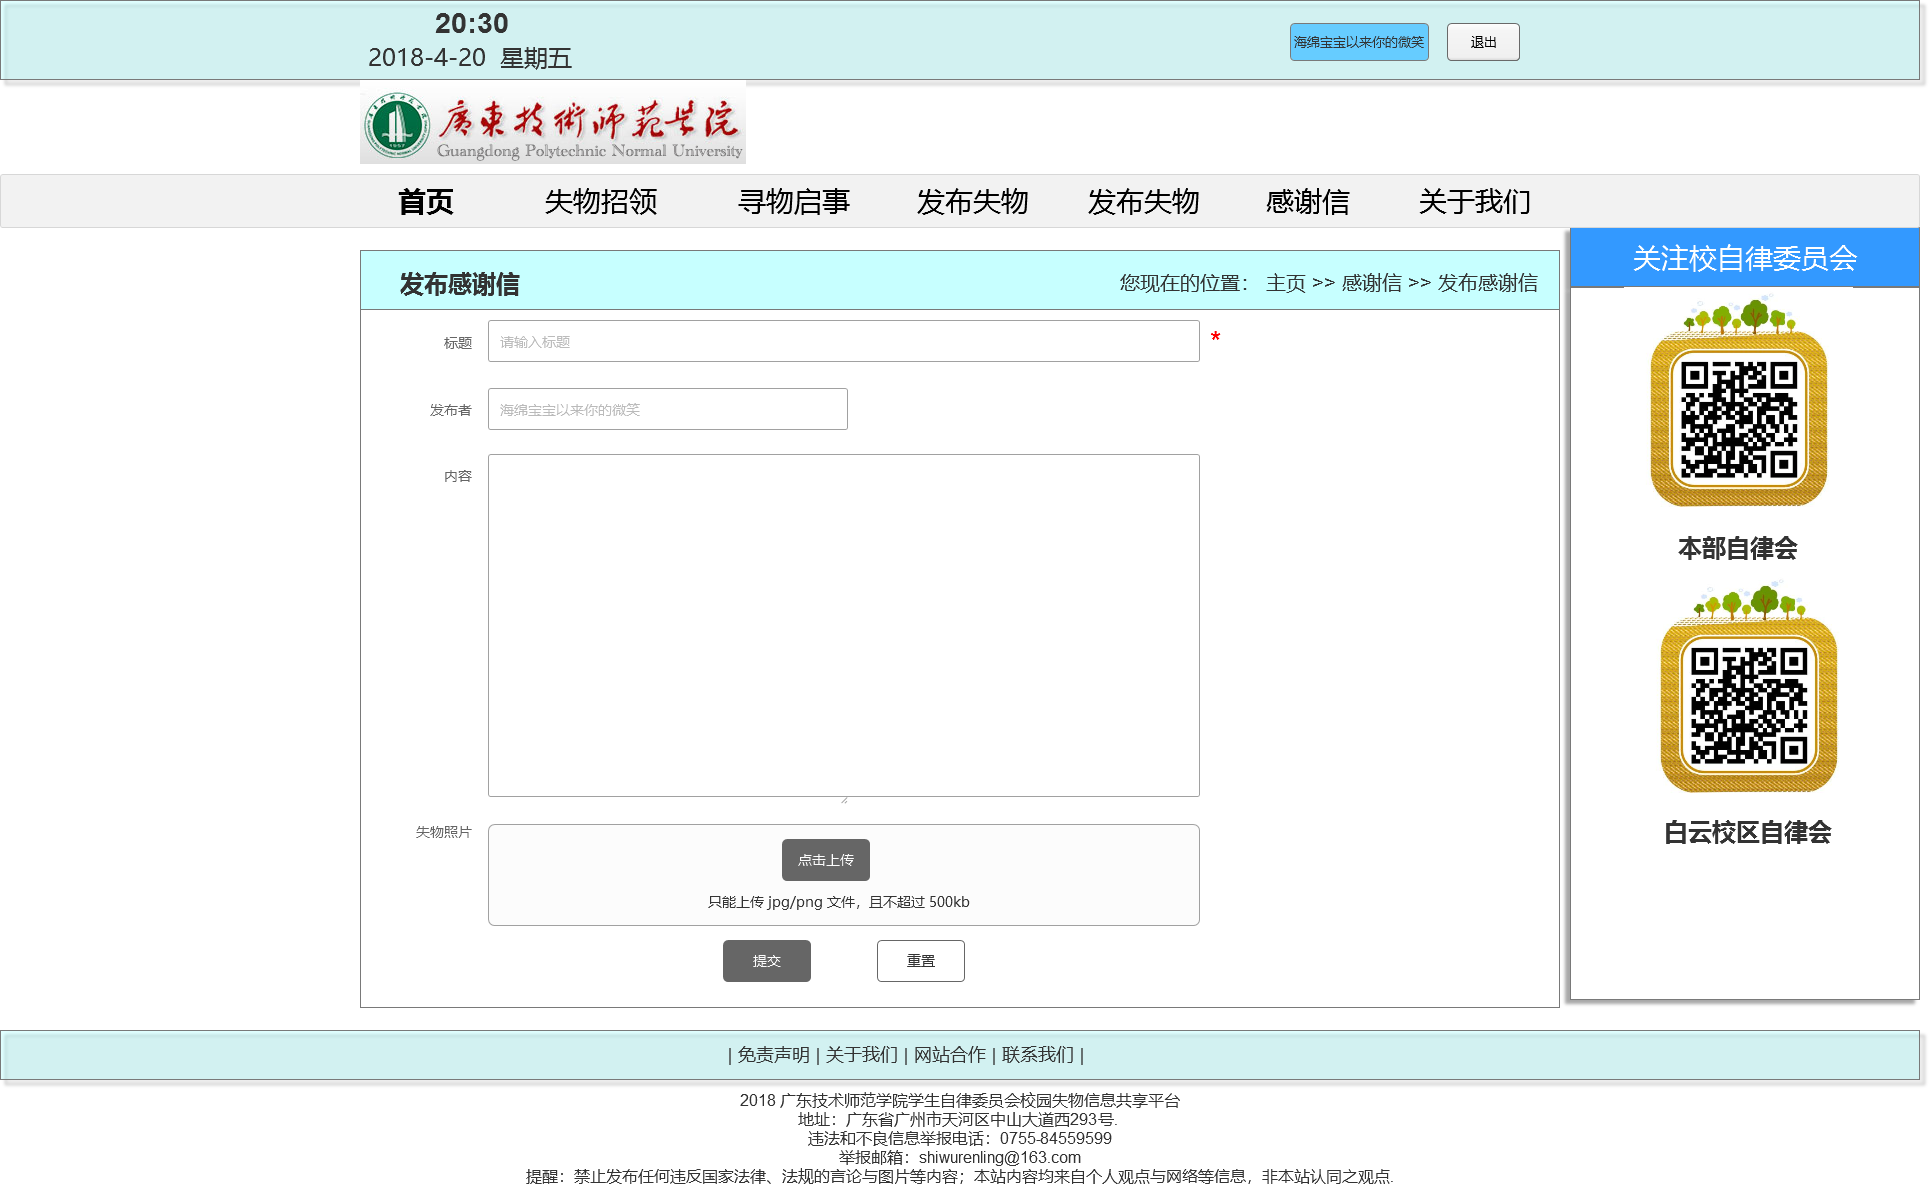 20:30
2018-4-20 星期五
海绵宝宝以来你的微笑
退出
廣東技術师范学院
Guangdong Polytechnic Normal University
首页
失物招领
寻物启事
发布失物
发布失物
感谢信
关于我们
关注校自律委员会
发布感谢信
您现在的位置： 主页 >> 感谢信 >> 发布感谢信
标题
请输入标题
*
发布者
海绵宝宝以来你的微笑
内容
本部自律会
白云校区自律会
失物照片
点击上传
只能上传 jpg/png 文件，且不超过 500kb
提交
重置
| 免责声明 | 关于我们 | 网站合作 | 联系我们 |
2018 广东技术师范学院学生自律委员会校园失物信息共享平台
地址：广东省广州市天河区中山大道西293号.
违法和不良信息举报电话：0755-84559599
举报邮箱：shiwurenling@163.com
提醒：禁止发布任何违反国家法律、法规的言论与图片等内容；本站内容均来自个人观点与网络等信息，非本站认同之观点.